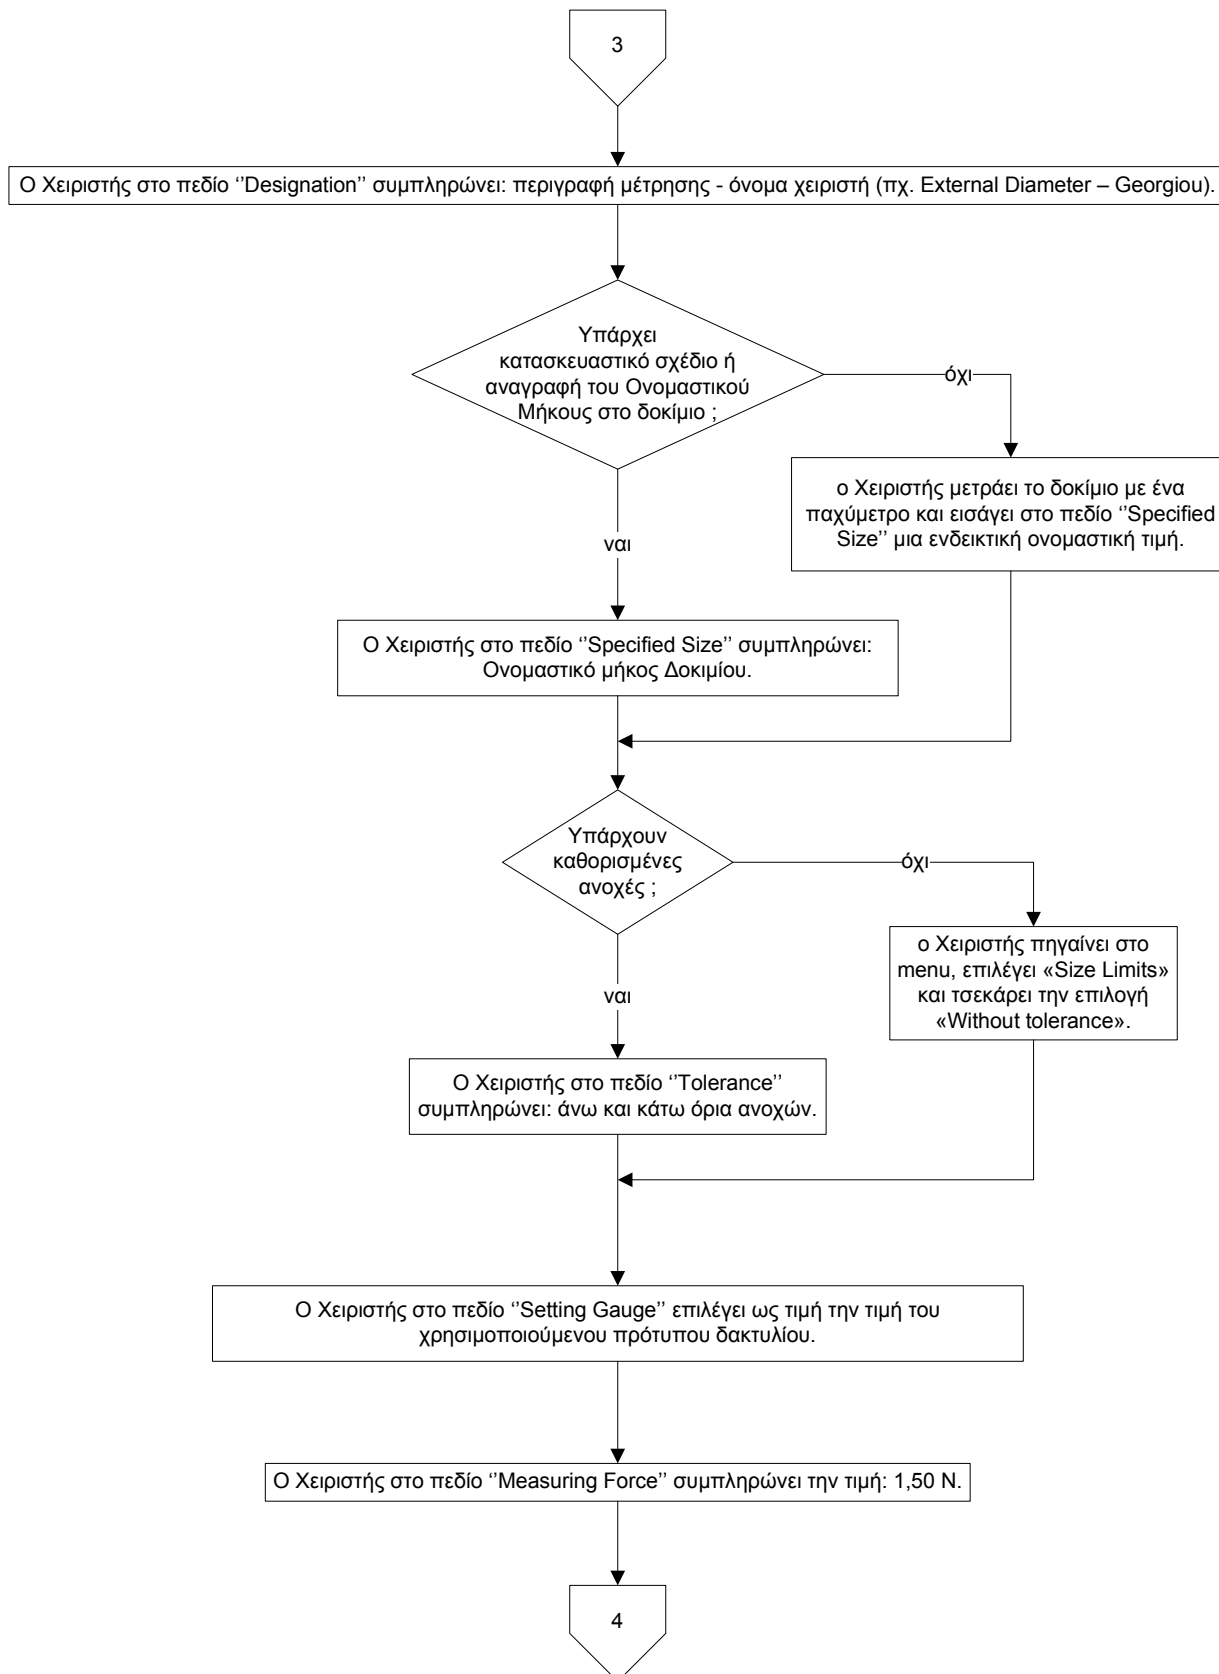 3
Ο Χειριστής στο πεδίο ‘’Designation’’ συμπληρώνει: περιγραφή μέτρησης - όνομα χειριστή (πχ. External Diameter – Georgiou).
Υπάρχει
κατασκευαστικό σχέδιο ή
αναγραφή του Ονομαστικού
Μήκους στο δοκίμιο ;
όχι
ο Χειριστής μετράει το δοκίμιο με ένα
παχύμετρο και εισάγει στο πεδίο ‘’Specified
Size’’ μια ενδεικτική ονομαστική τιμή.
ναι
Ο Χειριστής στο πεδίο ‘’Specified Size’’ συμπληρώνει:
Ονομαστικό μήκος Δοκιμίου.
Υπάρχουν
καθορισμένες
ανοχές ;
όχι
ο Χειριστής πηγαίνει στο
menu, επιλέγει «Size Limits»
και τσεκάρει την επιλογή
«Without tolerance».
ναι
Ο Χειριστής στο πεδίο ‘’Tolerance’’
συμπληρώνει: άνω και κάτω όρια ανοχών.
Ο Χειριστής στο πεδίο ‘’Setting Gauge’’ επιλέγει ως τιμή την τιμή του
χρησιμοποιούμενου πρότυπου δακτυλίου.
Ο Χειριστής στο πεδίο ‘’Measuring Force’’ συμπληρώνει την τιμή: 1,50 N.
4